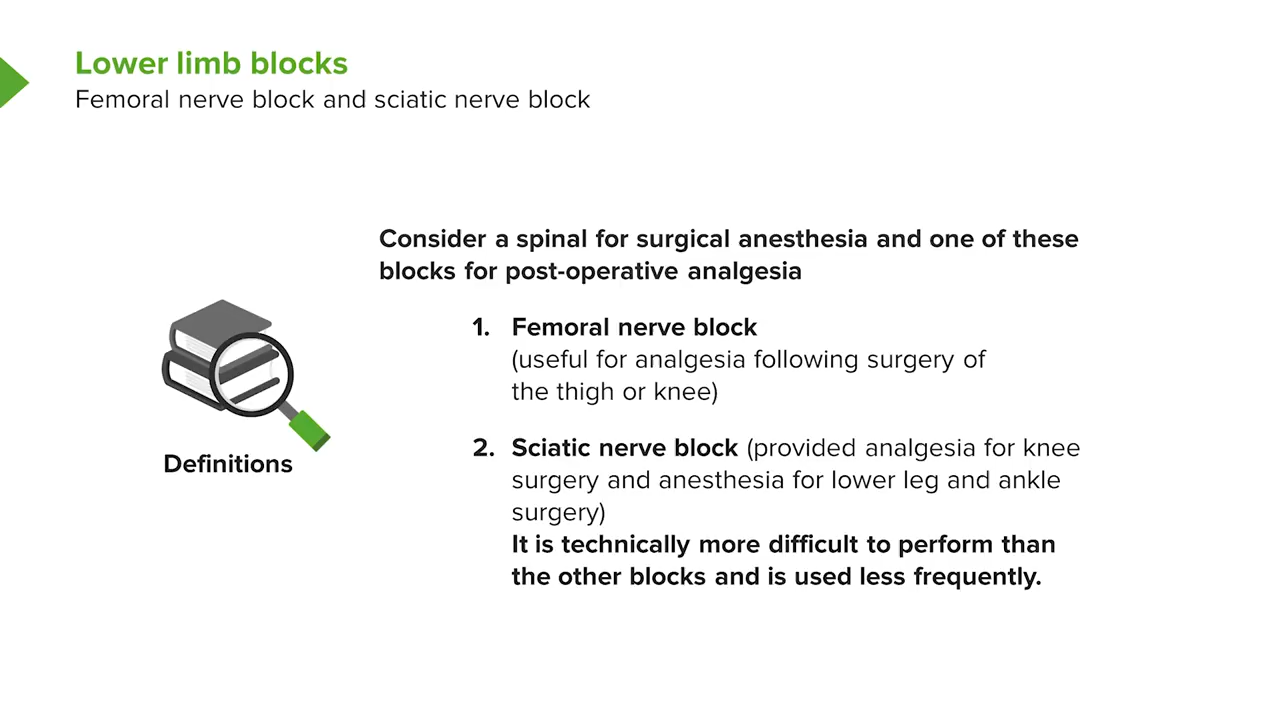 Lower limb blocks
Femoral nerve block and sciatic nerve block
Consider a spinal for surgical anesthesia and one of these
blocks for post-operative analgesia
1. Femoral nerve block
(useful for analgesia following surgery of
the thigh or knee)
2. Sciatic nerve block (provided analgesia for knee
surgery and anesthesia for lower leg and ankle
surgery)
It is technically more difficult to perform than
the other blocks and is used less frequently.
Definitions